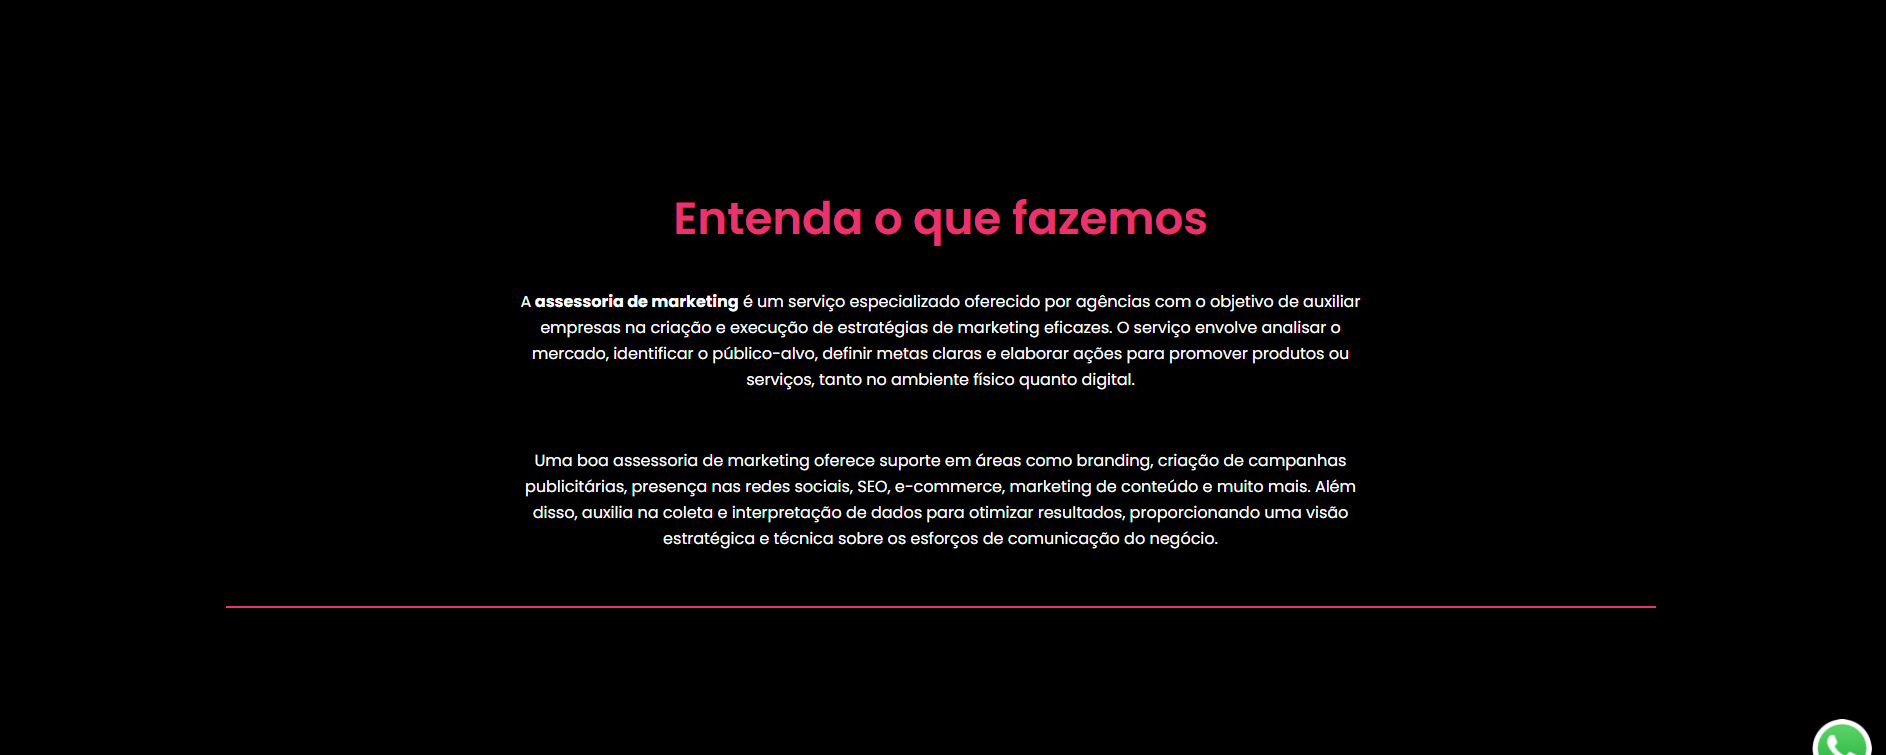 Entenda o que fazemos
A assessoria de marketing é um serviço especializado oferecido por agências com o objetivo de auxiliar
empresas na criação e execução de estratégias de marketing eficazes. O serviço envolve analisar o
mercado, identificar o público-alvo, definir metas claras e elaborar ações para promover produtos ou
serviços, tanto no ambiente físico quanto digital.
Uma boa assessoria de marketing oferece suporte em áreas como branding, criação de campanhas
publicitárias, presença nas redes sociais, SEO, e-commerce, marketing de conteúdo e muito mais. Além
disso, auxilia na coleta e interpretação de dados para otimizar resultados, proporcionando uma visão
estratégica e técnica sobre os esforços de comunicação do negócio.